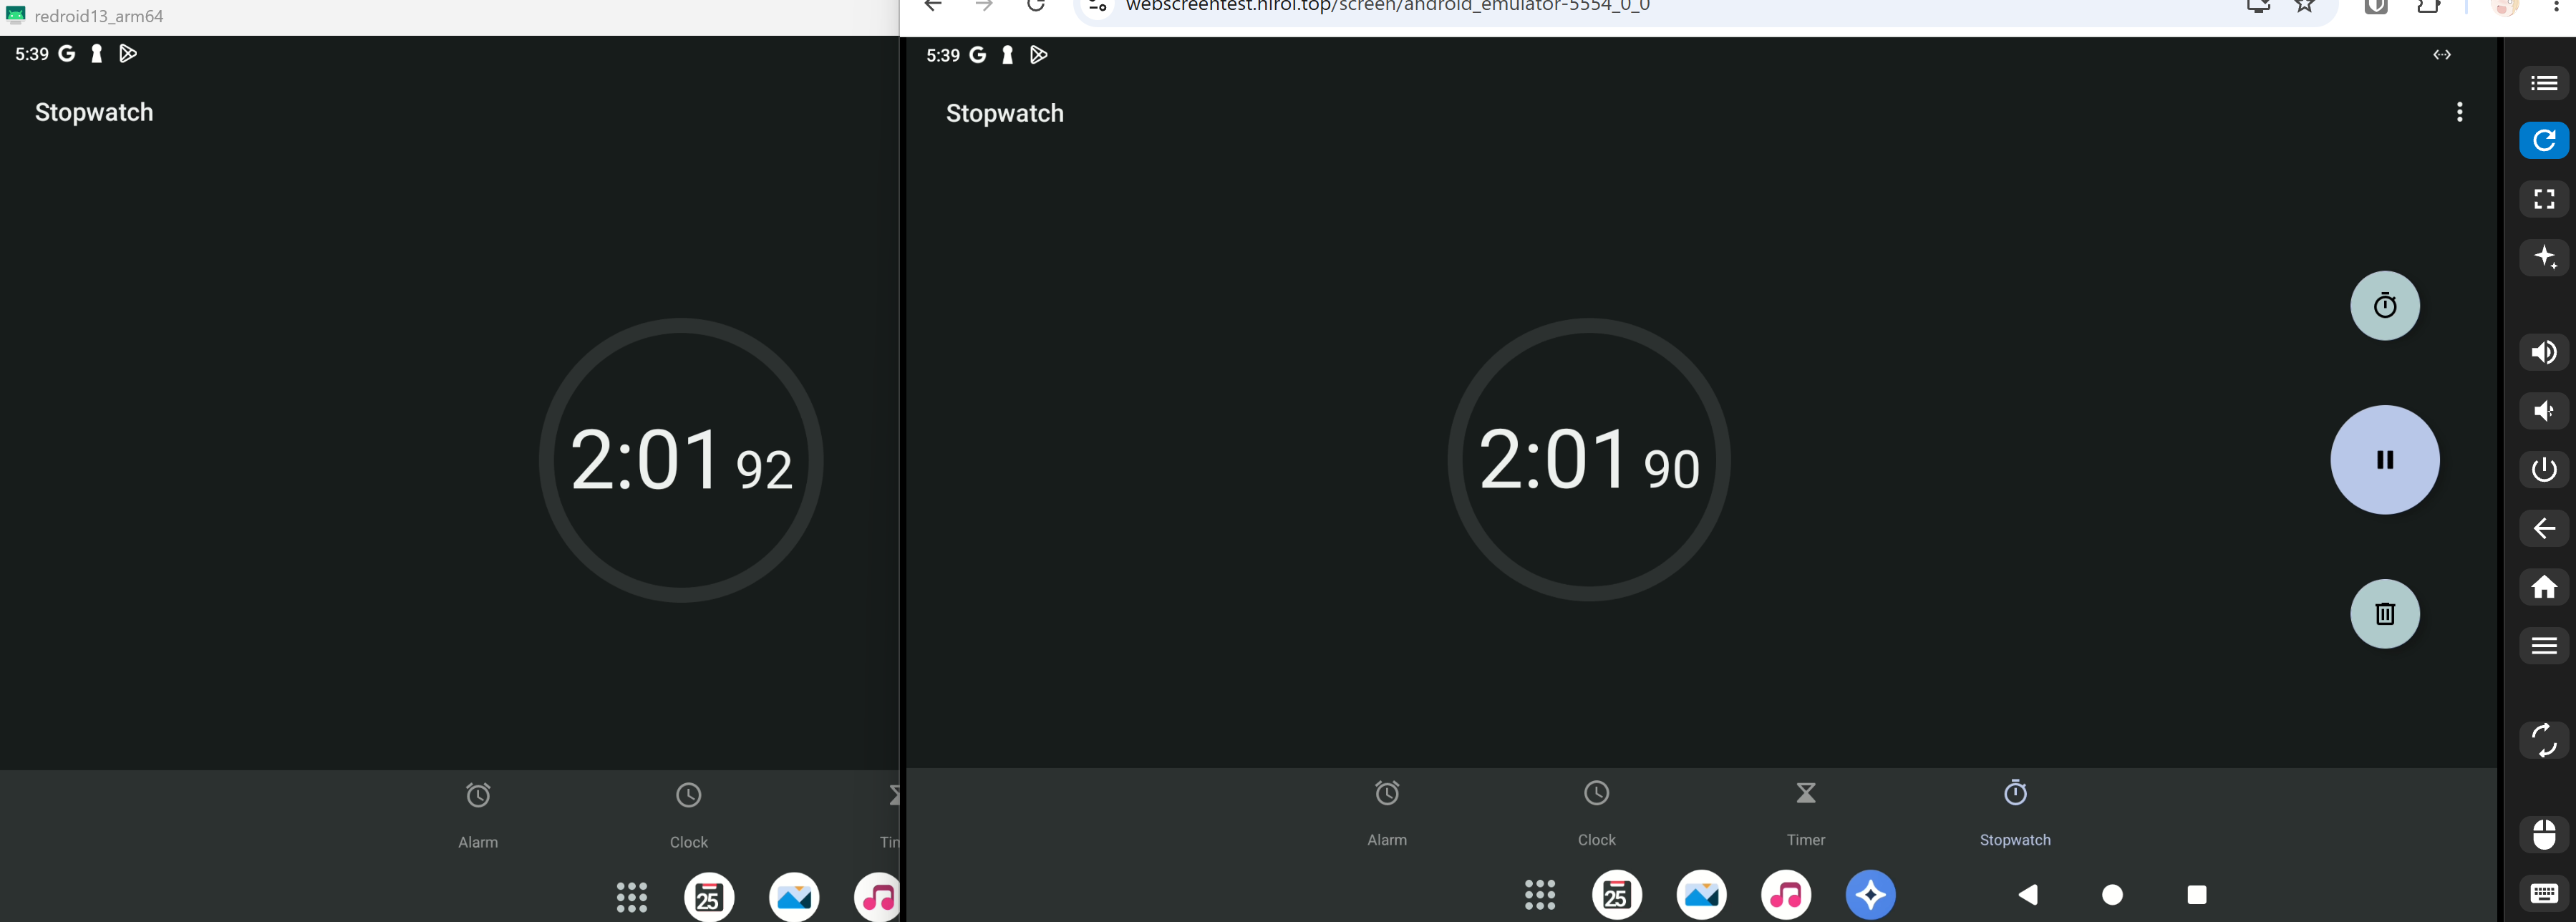 redroid13_arm64
5:39
Stopwatch
2:01 92
Alarm
Clock
Tin
25
webscreentest.hiroi.top/screen/android_emulator-5554_0_0
5:39
Stopwatch
2:01 90
Alarm
Clock
Timer
Stopwatch
25